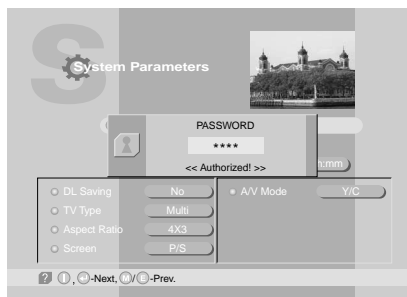 System Parameters
PASSWORD
****
<< Authorized! >>
h:mm)
DL Saving No
TV Type Multi
Aspect Ratio 4X3
Screen P/S
A/V Mode Y/C
? I , -Next, M / E -Prev.